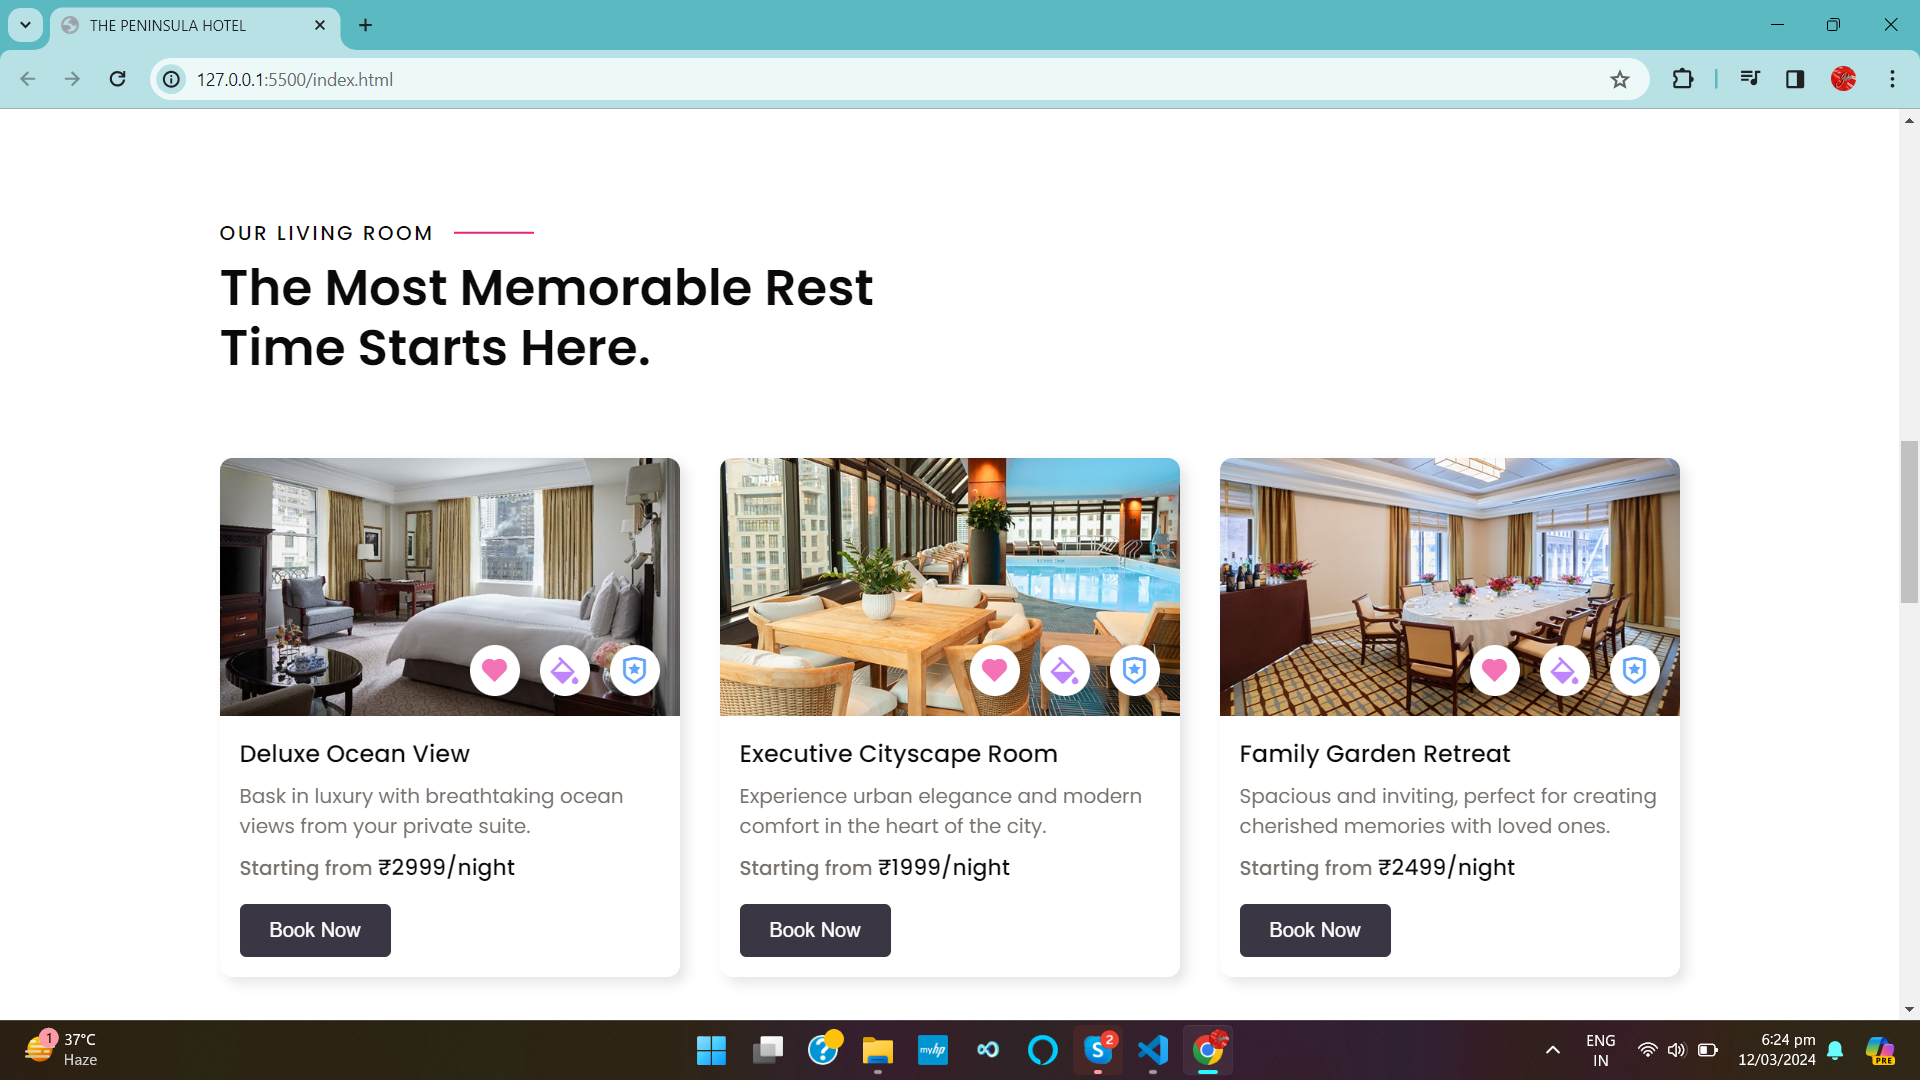 THE PENINSULA HOTEL
127.0.0.1:5500/index.html
OUR LIVING ROOM
The Most Memorable Rest
Time Starts Here.
Deluxe Ocean View
Bask in luxury with breathtaking ocean
views from your private suite.
Starting from ₹2999/night
Book Now
Executive Cityscape Room
Experience urban elegance and modern
comfort in the heart of the city.
Starting from ₹1999/night
Book Now
Family Garden Retreat
Spacious and inviting, perfect for creating
cherished memories with loved ones.
Starting from ₹2499/night
Book Now
1
37°C
Haze
?
myhp
S
2
ENG
IN
6:24 pm
12/03/2024
PRE